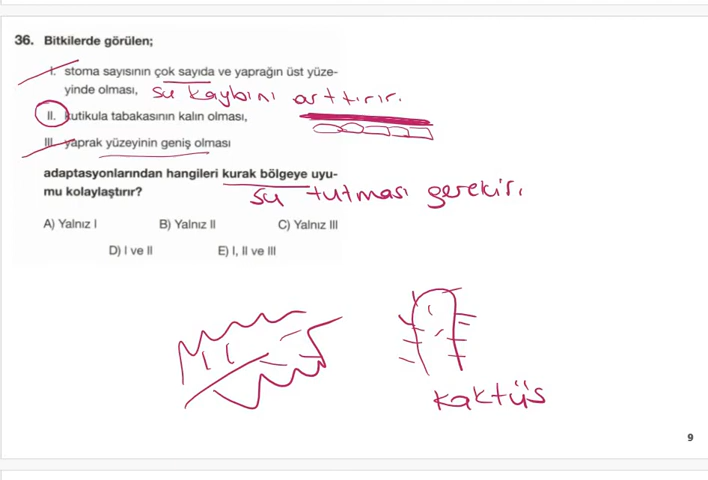 36. Bitkilerde görülen;
I. stoma sayısının çok sayıda ve yaprağın üst yüze-
yinde olması, su kaybını arttırır.
II. kutikula tabakasının kalın olması,
III. yaprak yüzeyinin geniş olması
adaptasyonlarından hangileri kurak bölgeye uyu-
mu kolaylaştırır?
su tutması gerekir.
A) Yalnız I B) Yalnız II C) Yalnız III
D) I ve II E) I, II ve III
kaktüs
9